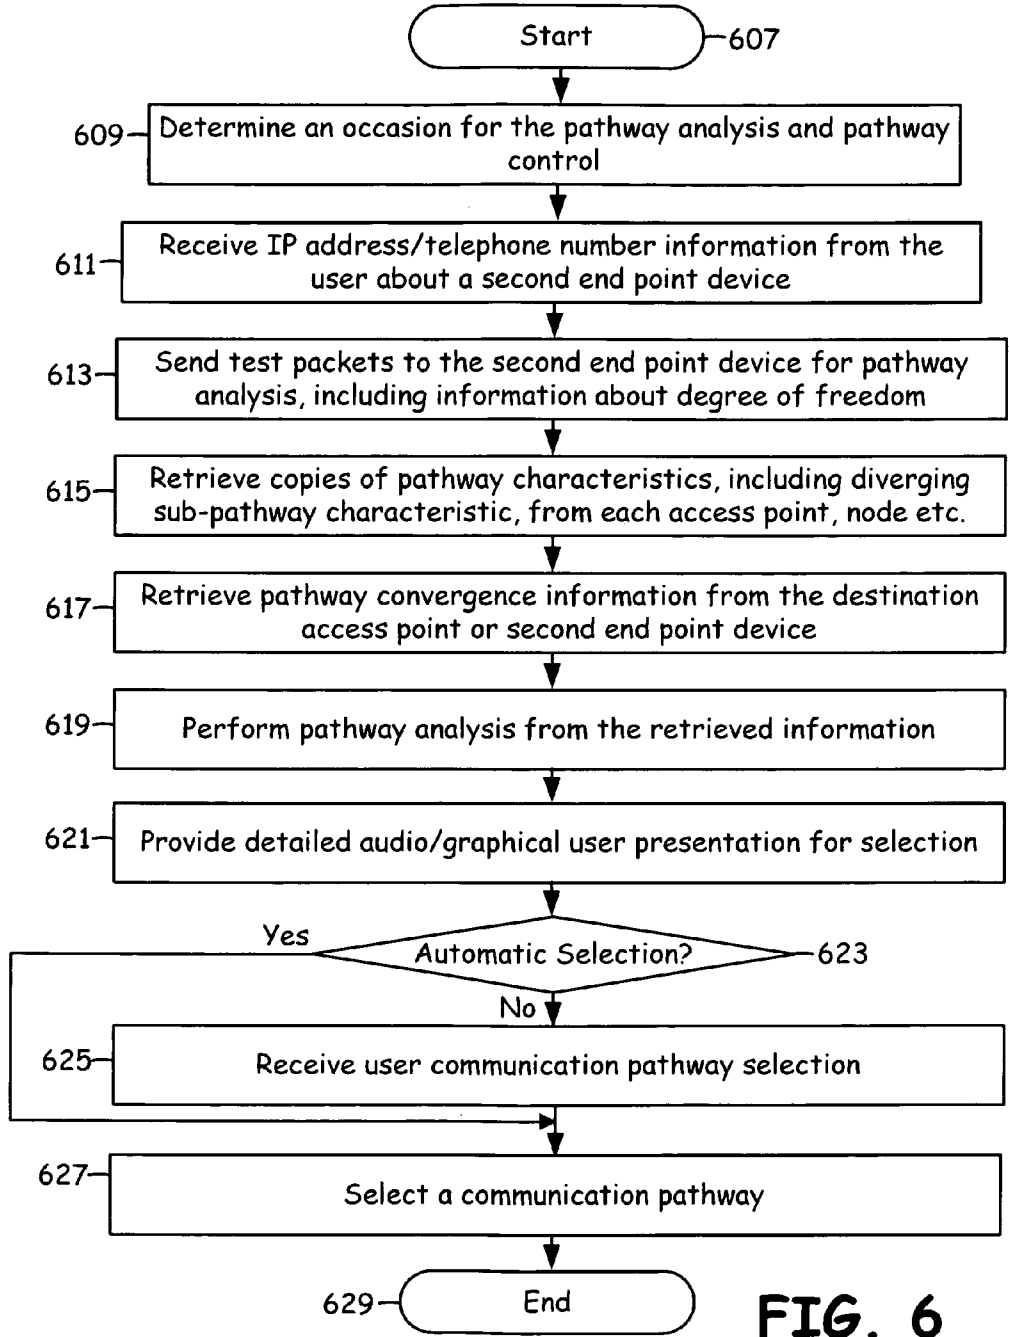 Start
607
609
Determine an occasion for the pathway analysis and pathway
control
611
Receive IP address/telephone number information from the
user about a second end point device
613
Send test packets to the second end point device for pathway
analysis, including information about degree of freedom
615
Retrieve copies of pathway characteristics, including diverging
sub-pathway characteristic, from each access point, node etc.
617
Retrieve pathway convergence information from the destination
access point or second end point device
619
Perform pathway analysis from the retrieved information
621
Provide detailed audio/graphical user presentation for selection
Yes
Automatic Selection?
623
No
625
Receive user communication pathway selection
627
Select a communication pathway
629
End
FIG. 6